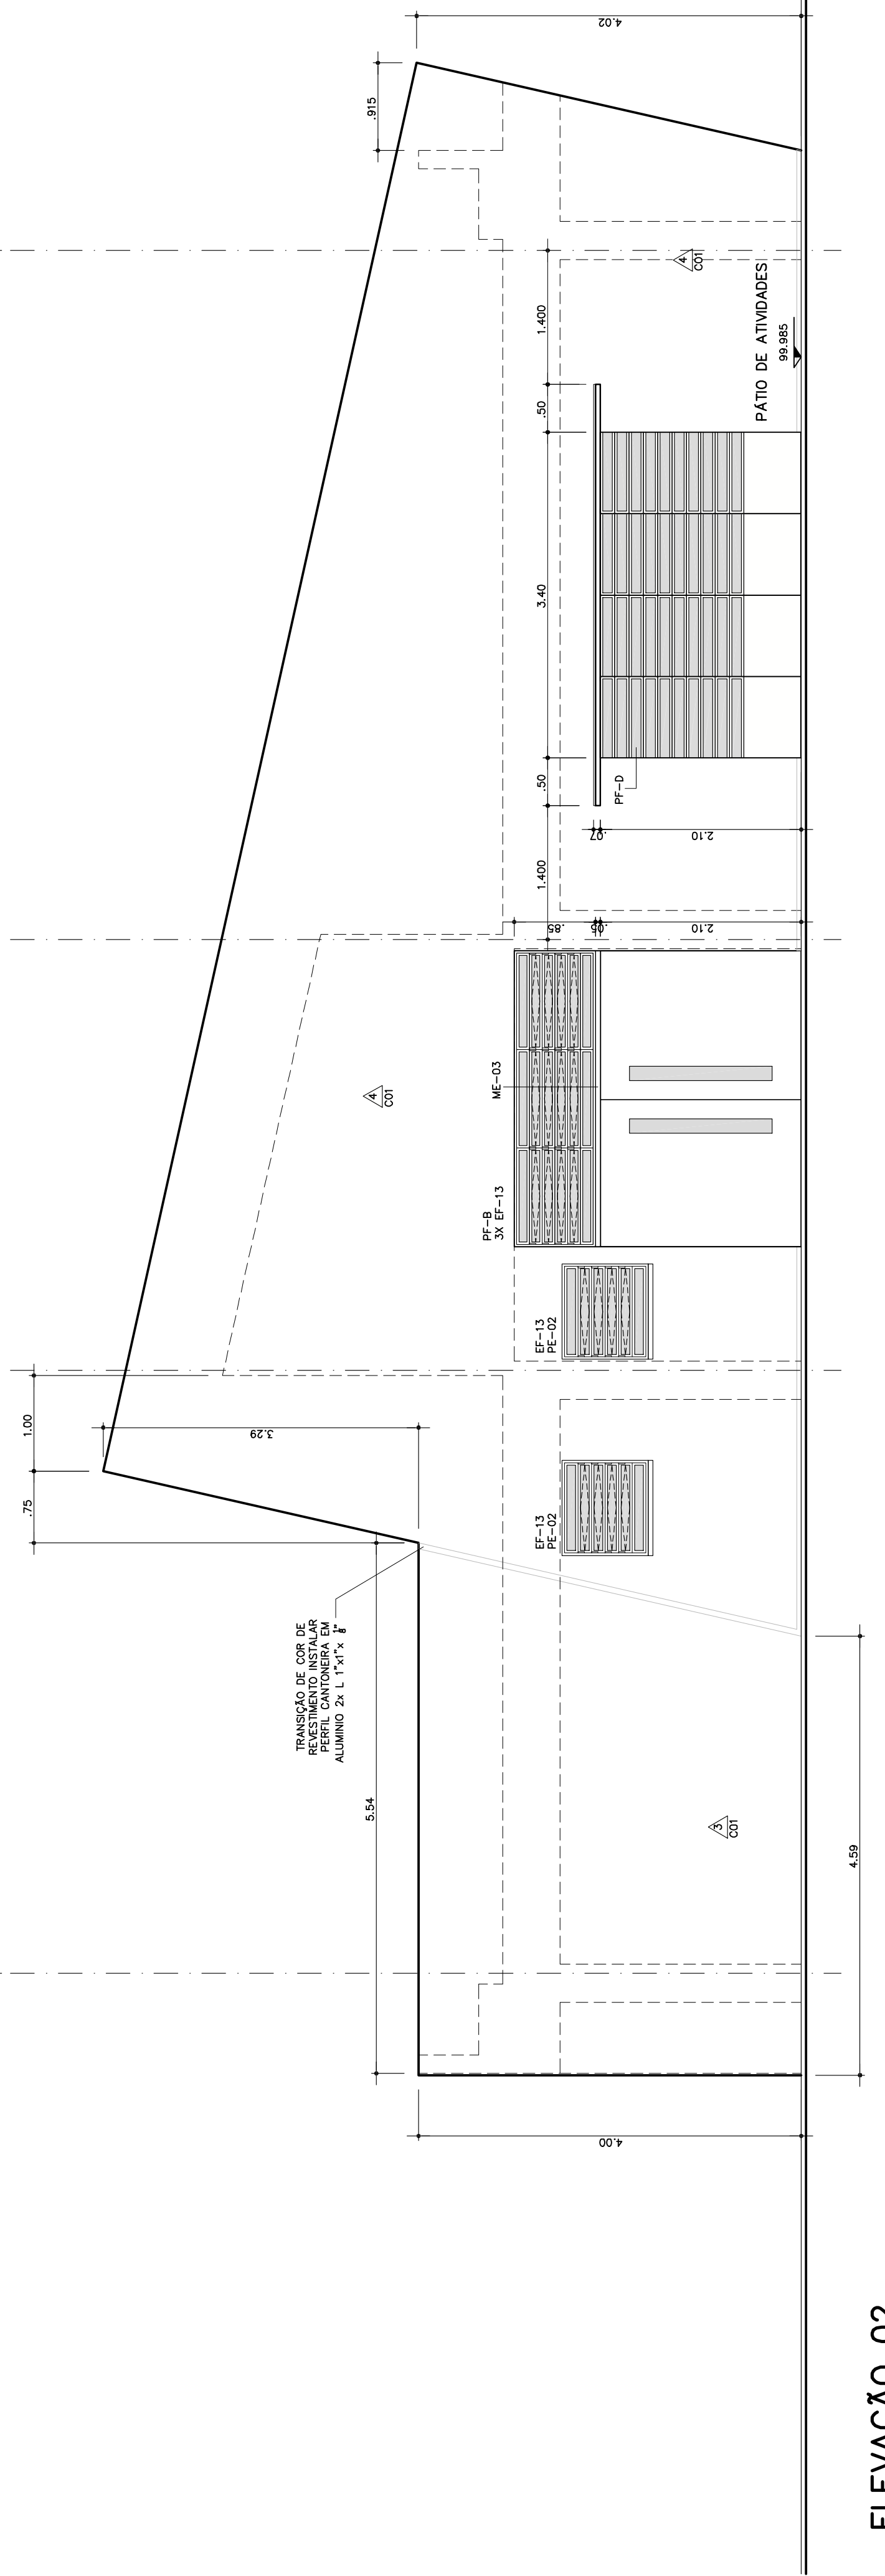 1.00
.75
3.29
TRANSIÇÃO DE COR DE
REVESTIMENTO INSTALAR
PERFIL CANTONEIRA EM
ALUMINIO 2x L 1"x1"x
5.54
4.00
4.59
3
C01
EF-13
PE-02
EF-13
PE-02
PF-B
3X EF-13
ME-03
4
C01
.85
.05
2.10
1.400
.50
3.40
.50
1.400
.07
2.10
PF-D
PÁTIO DE ATIVIDADES
99.985
4
C01
.915
4.02
ELEVAÇÃO 02